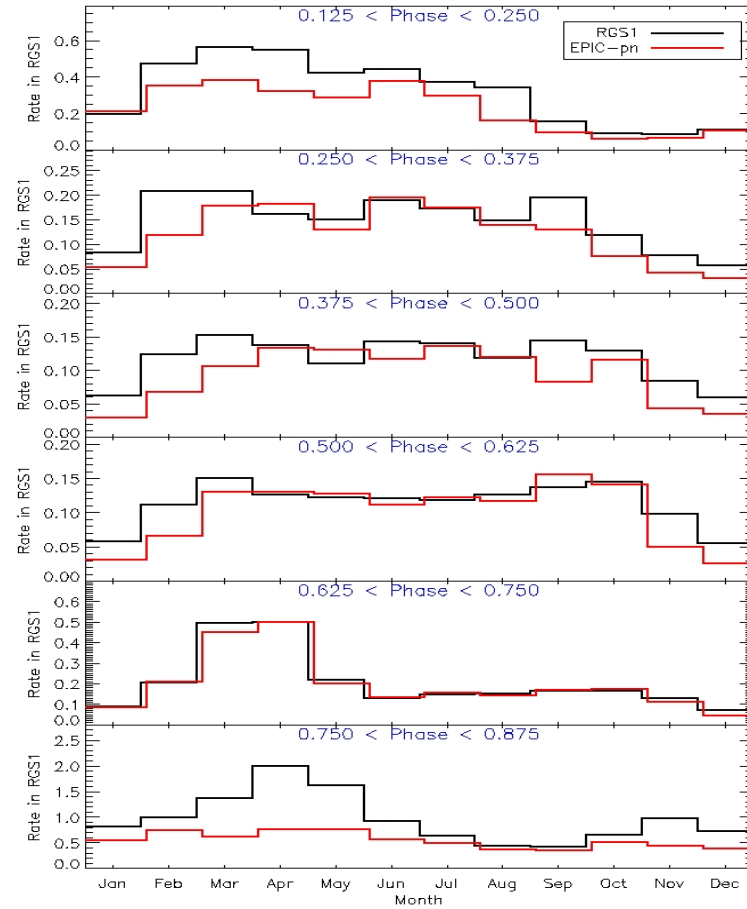 0.125 < Phase < 0.250
RGS1
EPIC-pn
Rate in RGS1
0.6
0.4
0.2
0.0
0.250 < Phase < 0.375
Rate in RGS1
0.25
0.20
0.15
0.10
0.05
0.00
0.375 < Phase < 0.500
Rate in RGS1
0.20
0.15
0.10
0.05
0.00
0.500 < Phase < 0.625
Rate in RGS1
0.20
0.15
0.10
0.05
0.00
0.625 < Phase < 0.750
Rate in RGS1
0.6
0.5
0.4
0.3
0.2
0.1
0.0
0.750 < Phase < 0.875
Rate in RGS1
2.5
2.0
1.5
1.0
0.5
0.0
Jan Feb Mar Apr May Jun Jul Aug Sep Oct Nov Dec
Month